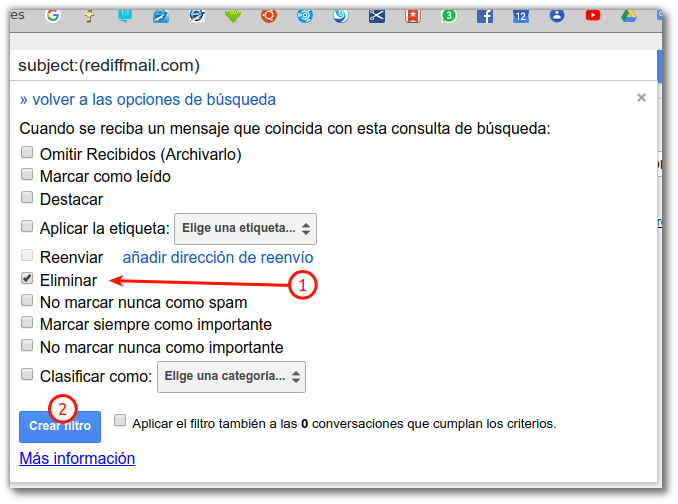 es
3
12
subject:(rediffmail.com)
» volver a las opciones de búsqueda
×
Cuando se reciba un mensaje que coincida con esta consulta de búsqueda:
Omitir Recibidos (Archivarlo)
Marcar como leído
Destacar
Aplicar la etiqueta: Elige una etiqueta...
Reenviar añadir dirección de reenvío
Eliminar
1
No marcar nunca como spam
Marcar siempre como importante
No marcar nunca como importante
Clasificar como: Elige una categoría...
2
Crear filtro Aplicar el filtro también a las 0 conversaciones que cumplan los criterios.
Más información